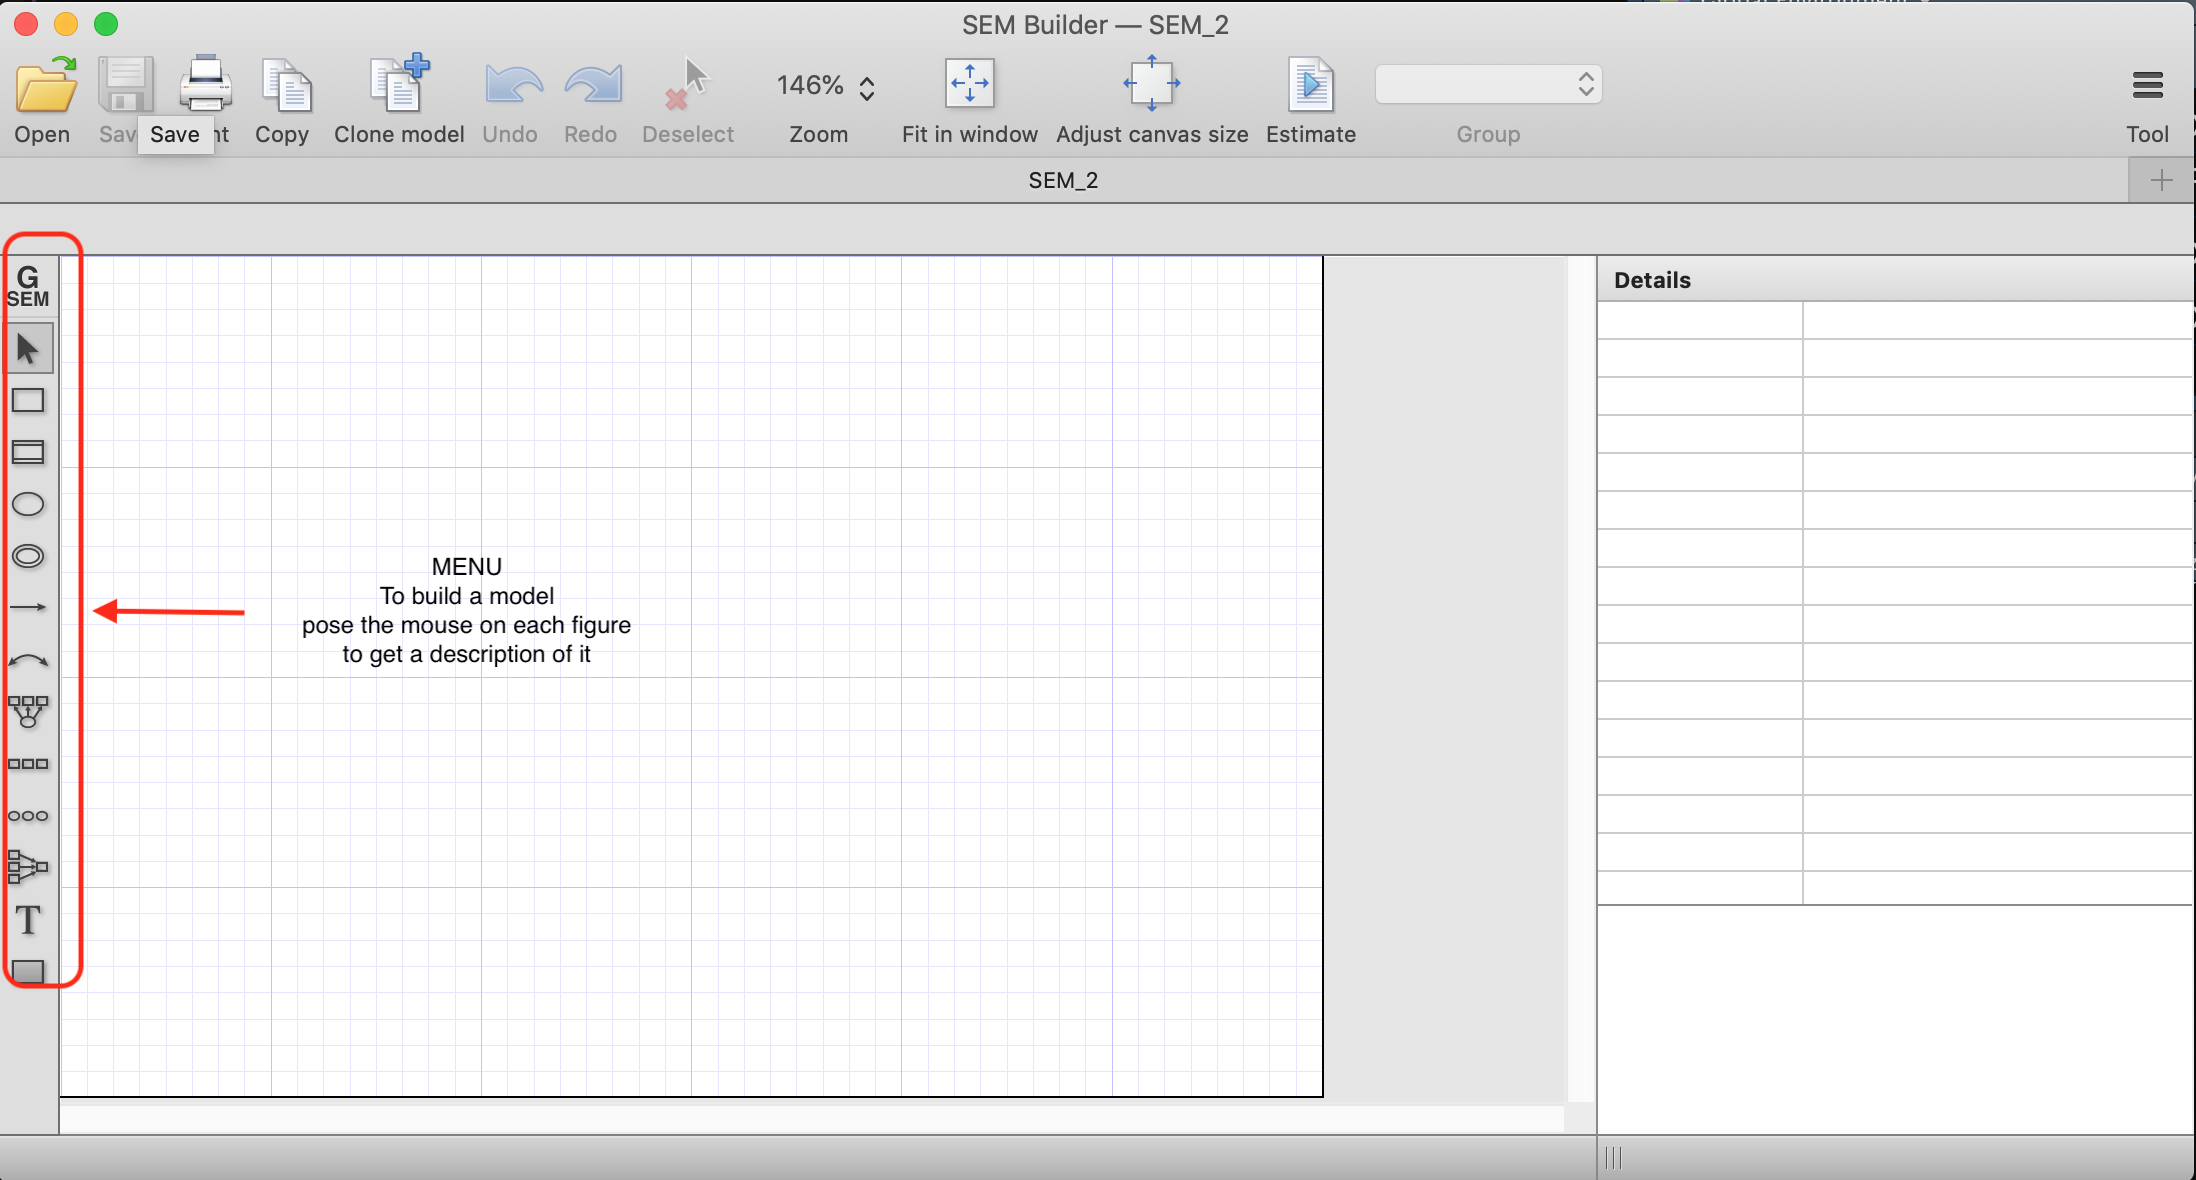 SEM Builder — SEM_2
146%
Open
Sav
Save
nt
Copy
Clone model
Undo
Redo
Deselect
Zoom
Fit in window
Adjust canvas size
Estimate
Group
Tool
SEM_2
G
SEM
Details
MENU
To build a model
pose the mouse on each figure
to get a description of it
T